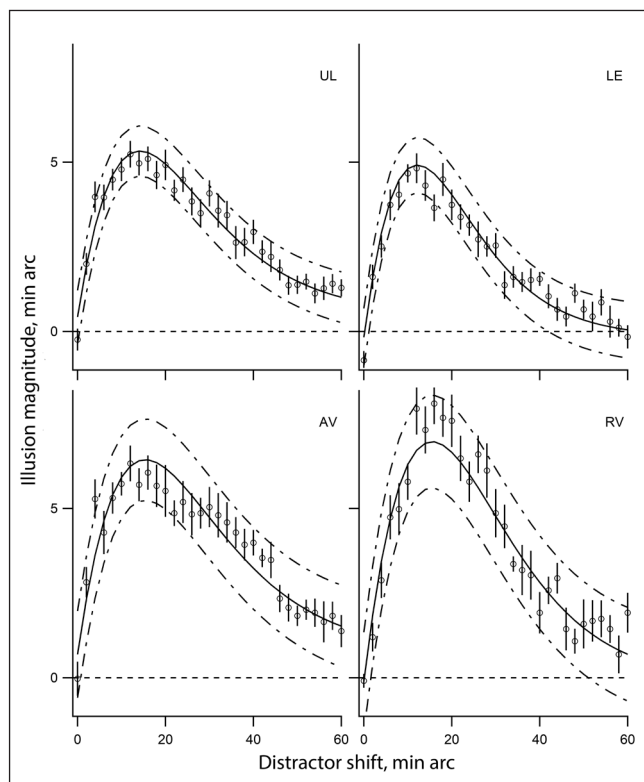 UL
LE
5
0
AV
RV
5
0
0 20 40 60 0 20 40 60
Illusion magnitude, min arc
Distractor shift, min arc